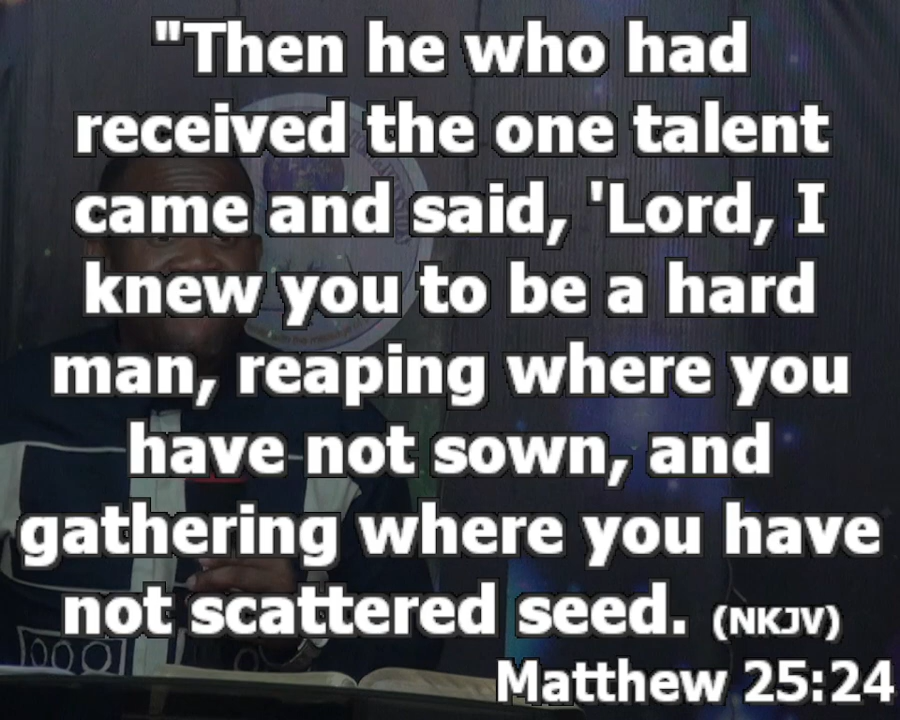 "Then he who had
received the one talent
came and said, 'Lord, I
knew you to be a hard
man, reaping where you
have not sown, and
gathering where you have
not scattered seed. (NKJV)
Matthew 25:24